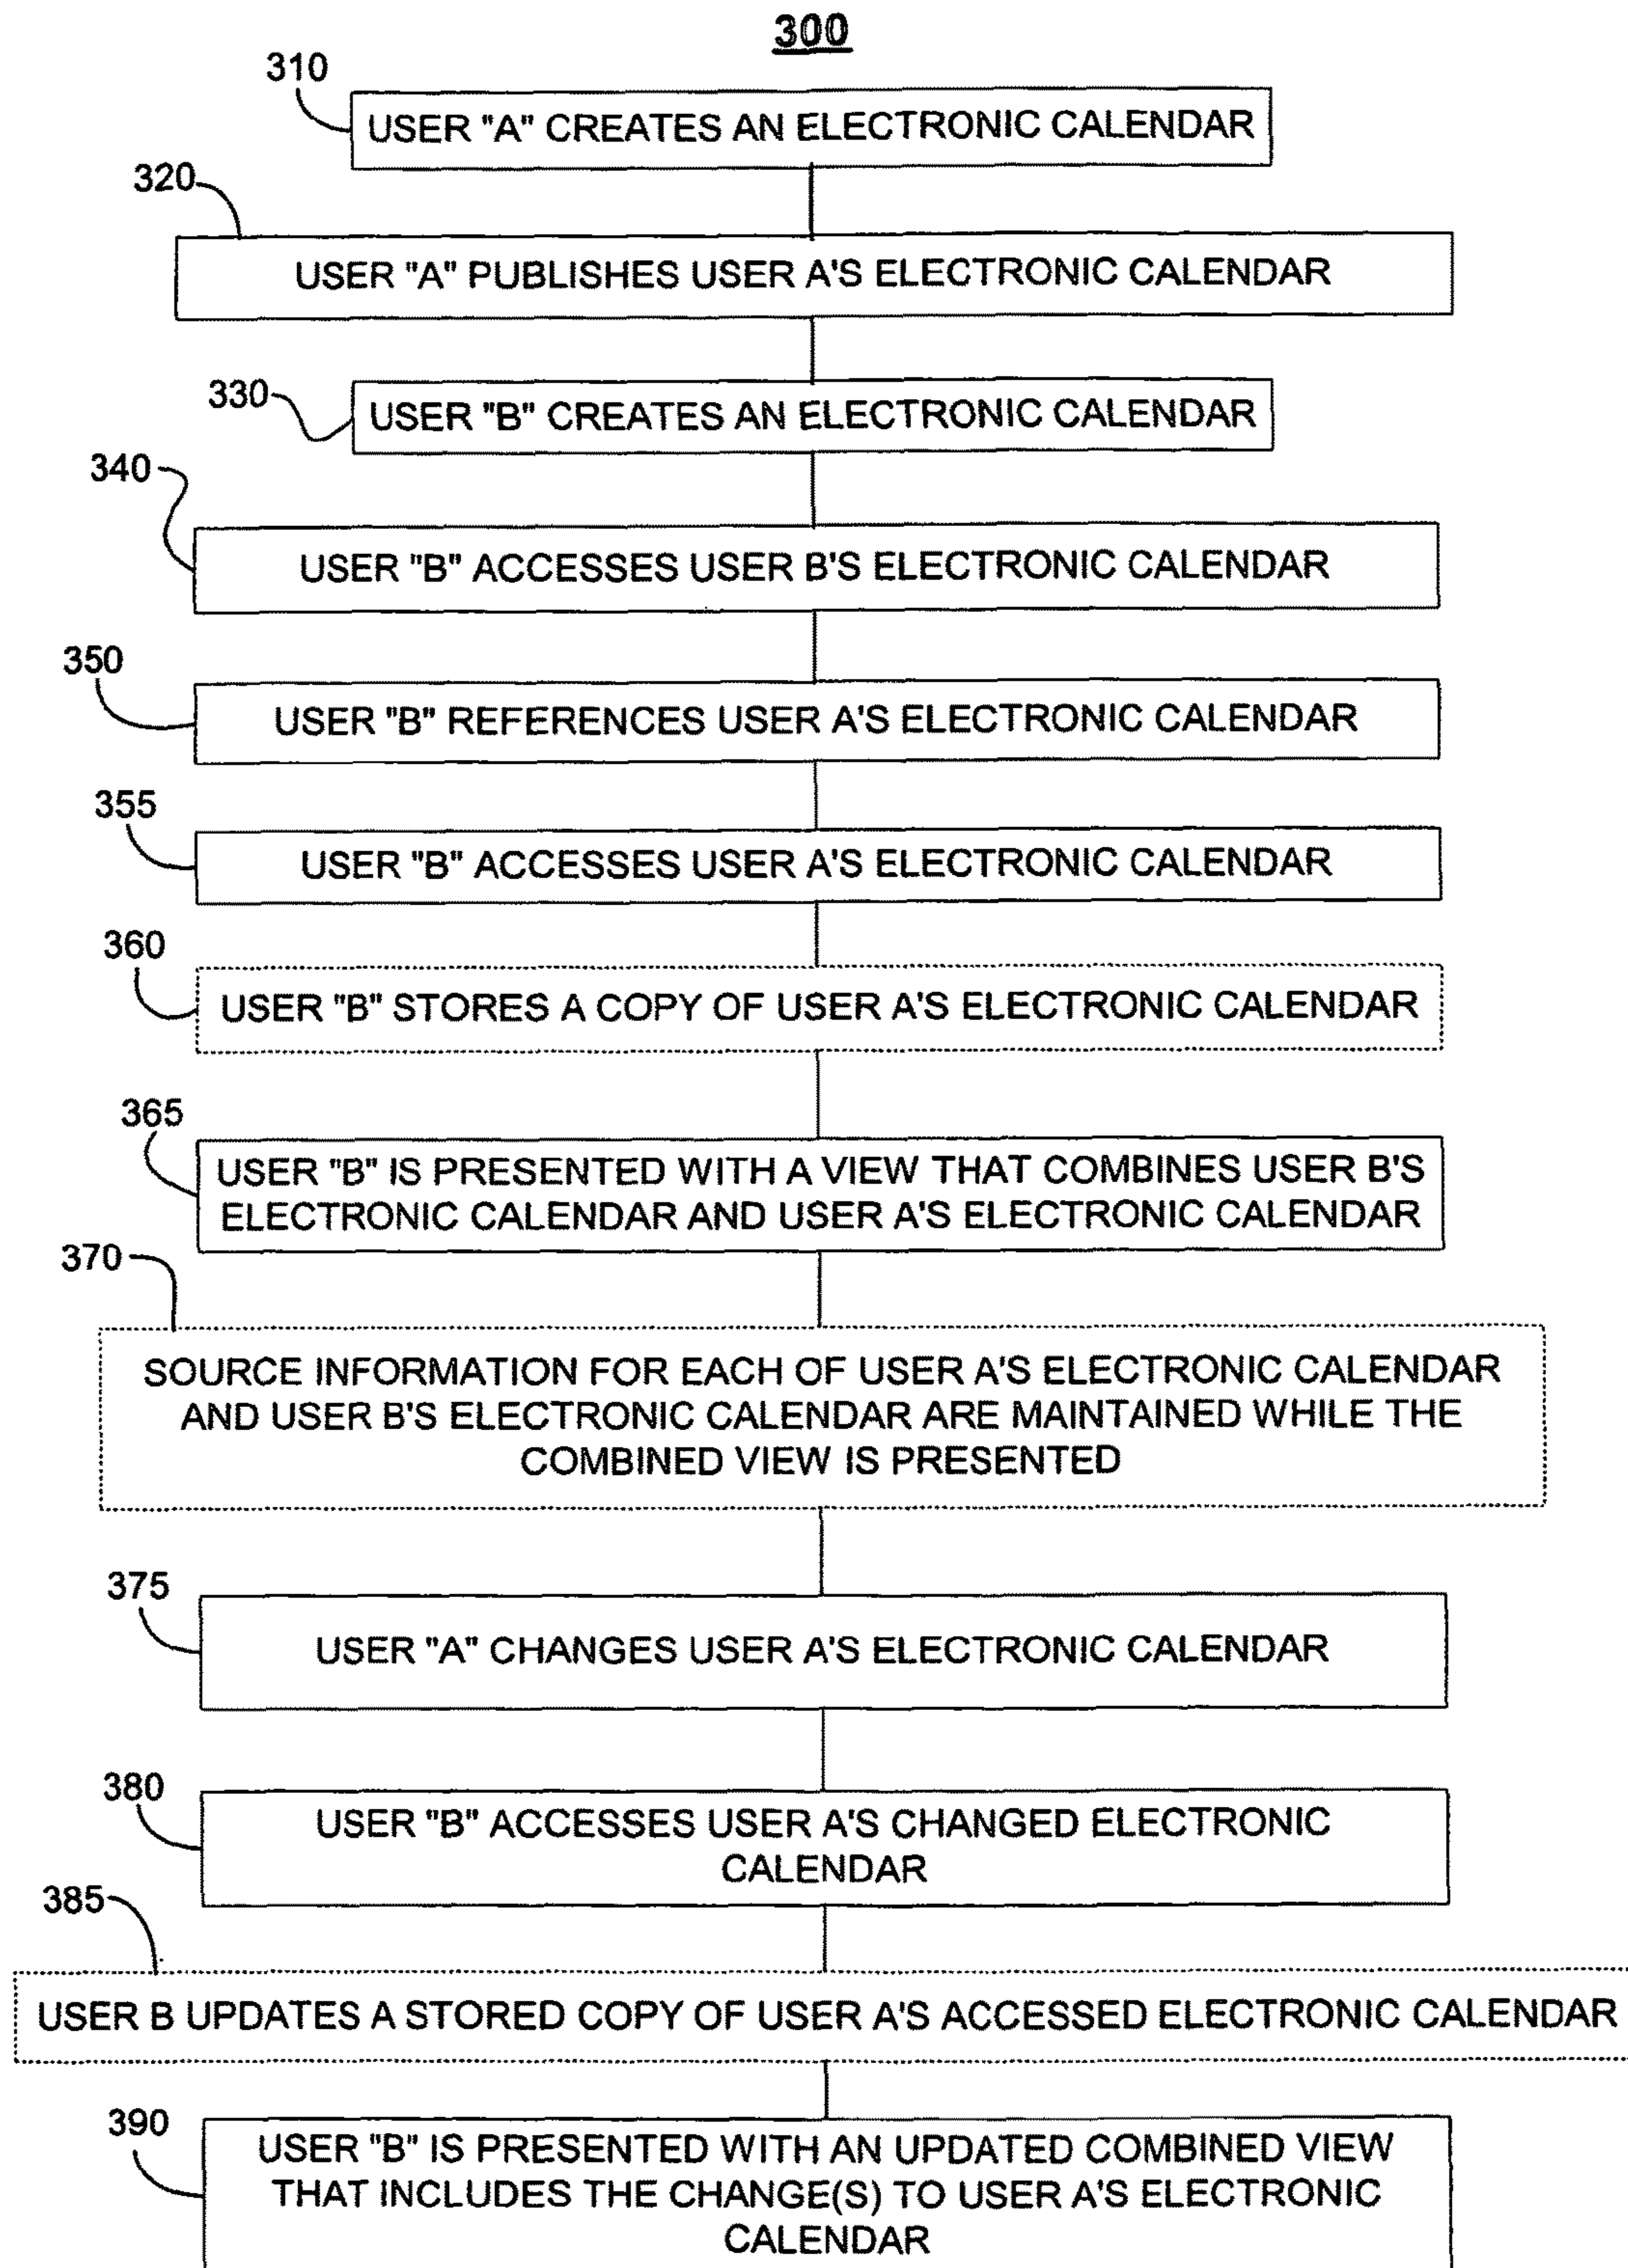 300
310
USER "A" CREATES AN ELECTRONIC CALENDAR
320
USER "A" PUBLISHES USER A'S ELECTRONIC CALENDAR
330
USER "B" CREATES AN ELECTRONIC CALENDAR
340
USER "B" ACCESSES USER B'S ELECTRONIC CALENDAR
350
USER "B" REFERENCES USER A'S ELECTRONIC CALENDAR
355
USER "B" ACCESSES USER A'S ELECTRONIC CALENDAR
360
USER "B" STORES A COPY OF USER A'S ELECTRONIC CALENDAR
365
USER "B" IS PRESENTED WITH A VIEW THAT COMBINES USER B'S
ELECTRONIC CALENDAR AND USER A'S ELECTRONIC CALENDAR
370
SOURCE INFORMATION FOR EACH OF USER A'S ELECTRONIC CALENDAR
AND USER B'S ELECTRONIC CALENDAR ARE MAINTAINED WHILE THE
COMBINED VIEW IS PRESENTED
375
USER "A" CHANGES USER A'S ELECTRONIC CALENDAR
380
USER "B" ACCESSES USER A'S CHANGED ELECTRONIC
CALENDAR
385
USER B UPDATES A STORED COPY OF USER A'S ACCESSED ELECTRONIC CALENDAR
390
USER "B" IS PRESENTED WITH AN UPDATED COMBINED VIEW
THAT INCLUDES THE CHANGE(S) TO USER A'S ELECTRONIC
CALENDAR